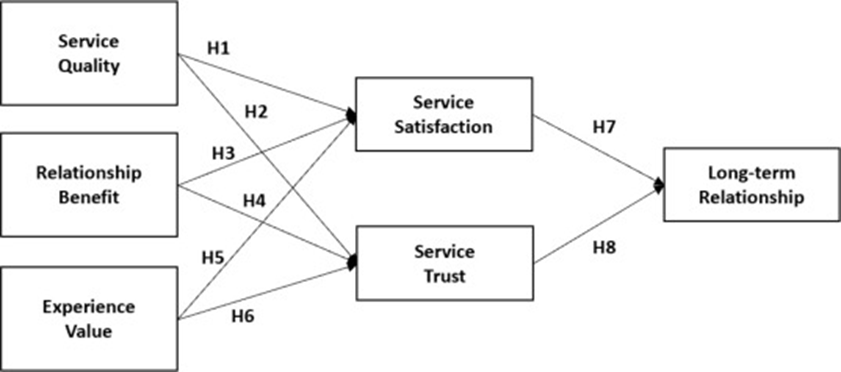 Service
Quality
H1
H2
Relationship
Benefit
H3
H4
Experience
Value
H5
H6
Service
Satisfaction
Service
Trust
H7
H8
Long-term
Relationship